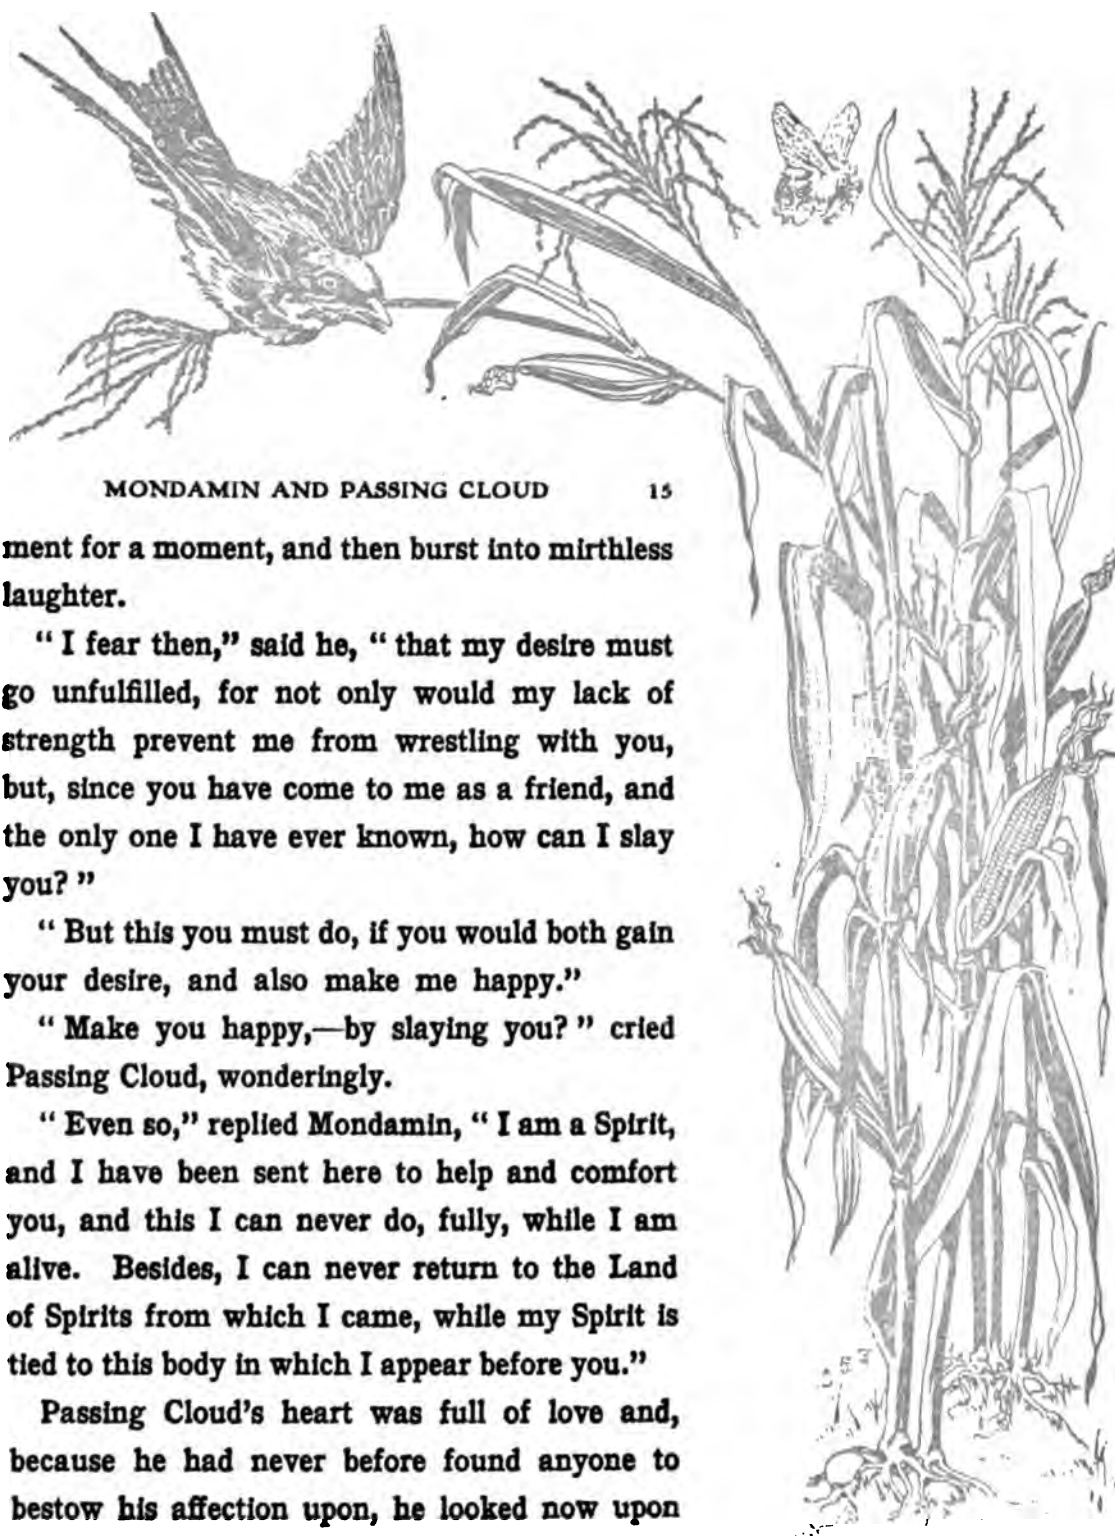 MONDAMIN AND PASSING CLOUD 15
ment for a moment, and then burst into mirthless
laughter.
“ I fear then,” said he, “ that my desire must
go unfulfilled, for not only would my lack of
strength prevent me from wrestling with you,
but, since you have come to me as a friend, and
the only one I have ever known, how can I slay
you? ”
“ But this you must do, if you would both gain
your desire, and also make me happy.”
“ Make you happy,—by slaying you? ” cried
Passing Cloud, wonderingly.
“ Even so,” replied Mondamin, “ I am a Spirit,
and I have been sent here to help and comfort
you, and this I can never do, fully, while I am
alive. Besides, I can never return to the Land
of Spirits from which I came, while my Spirit is
tied to this body in which I appear before you.”
Passing Cloud’s heart was full of love and,
because he had never before found anyone to
bestow his affection upon, he looked now upon